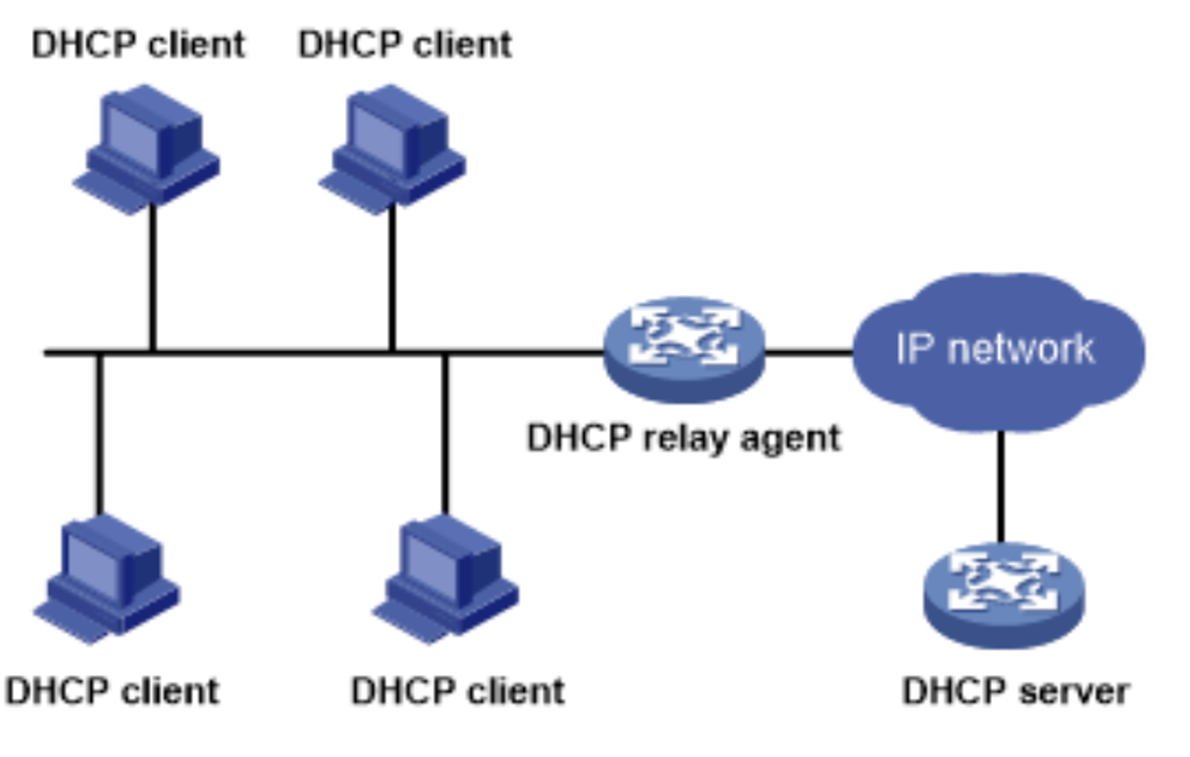 DHCP client
DHCP client
IP network
DHCP relay agent
DHCP client
DHCP client
DHCP server